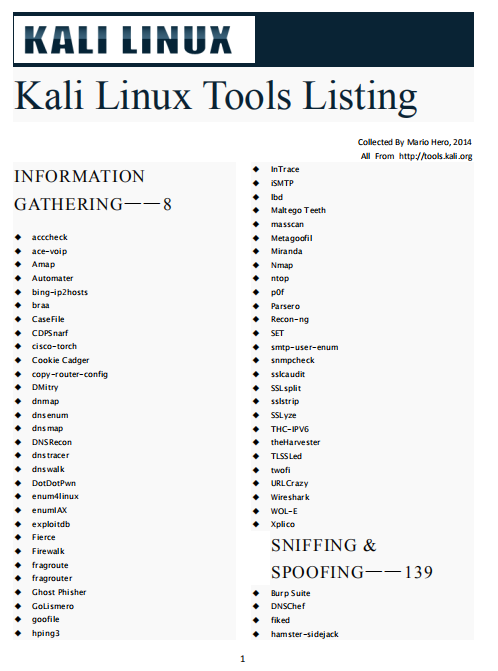 KALI LINUX
Kali Linux Tools Listing
Collected By Mario Hero, 2014
All From http://tools.kali.org
INFORMATION
GATHERING——8
◆ acccheck
◆ ace-voip
◆ Amap
◆ Automater
◆ bing-ip2hosts
◆ braa
◆ CaseFile
◆ CDPSnarf
◆ cisco-torch
◆ Cookie Cadger
◆ copy-router-config
◆ DMitry
◆ dnmap
◆ dnsenum
◆ dnsmap
◆ DNSRecon
◆ dnstracer
◆ dnswalk
◆ DotDotPwn
◆ enum4linux
◆ enumIAX
◆ exploitdb
◆ Fierce
◆ Firewalk
◆ fragroute
◆ fragrouter
◆ Ghost Phisher
◆ GoLismero
◆ goofile
◆ hping3
◆ InTrace
◆ iSMTP
◆ lbd
◆ Maltego Teeth
◆ masscan
◆ Metagoofil
◆ Miranda
◆ Nmap
◆ ntop
◆ p0f
◆ Parsero
◆ Recon-ng
◆ SET
◆ smtp-user-enum
◆ snmpcheck
◆ sslcaudit
◆ SSLsplit
◆ sslstrip
◆ SSLyze
◆ THC-IPV6
◆ theHarvester
◆ TLSSLed
◆ twofi
◆ URLCrazy
◆ Wireshark
◆ WOL-E
◆ Xplico
SNIFFING &
SPOOFING——139
◆ Burp Suite
◆ DNSChef
◆ fiked
◆ hamster-sidejack
1